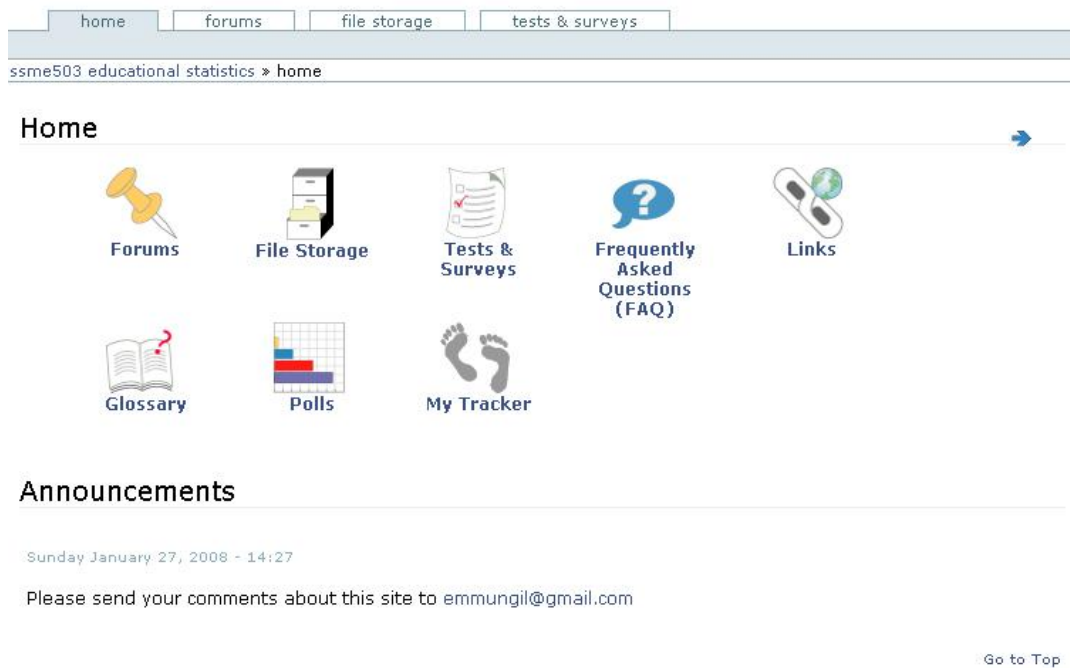 home forums file storage tests & surveys
ssme503 educational statistics » home
Home
Forums File Storage Tests & Surveys Frequently Asked Questions (FAQ) Links
Glossary Polls My Tracker
Announcements
Sunday January 27, 2008 - 14:27
Please send your comments about this site to emmungil@gmail.com
Go to Top